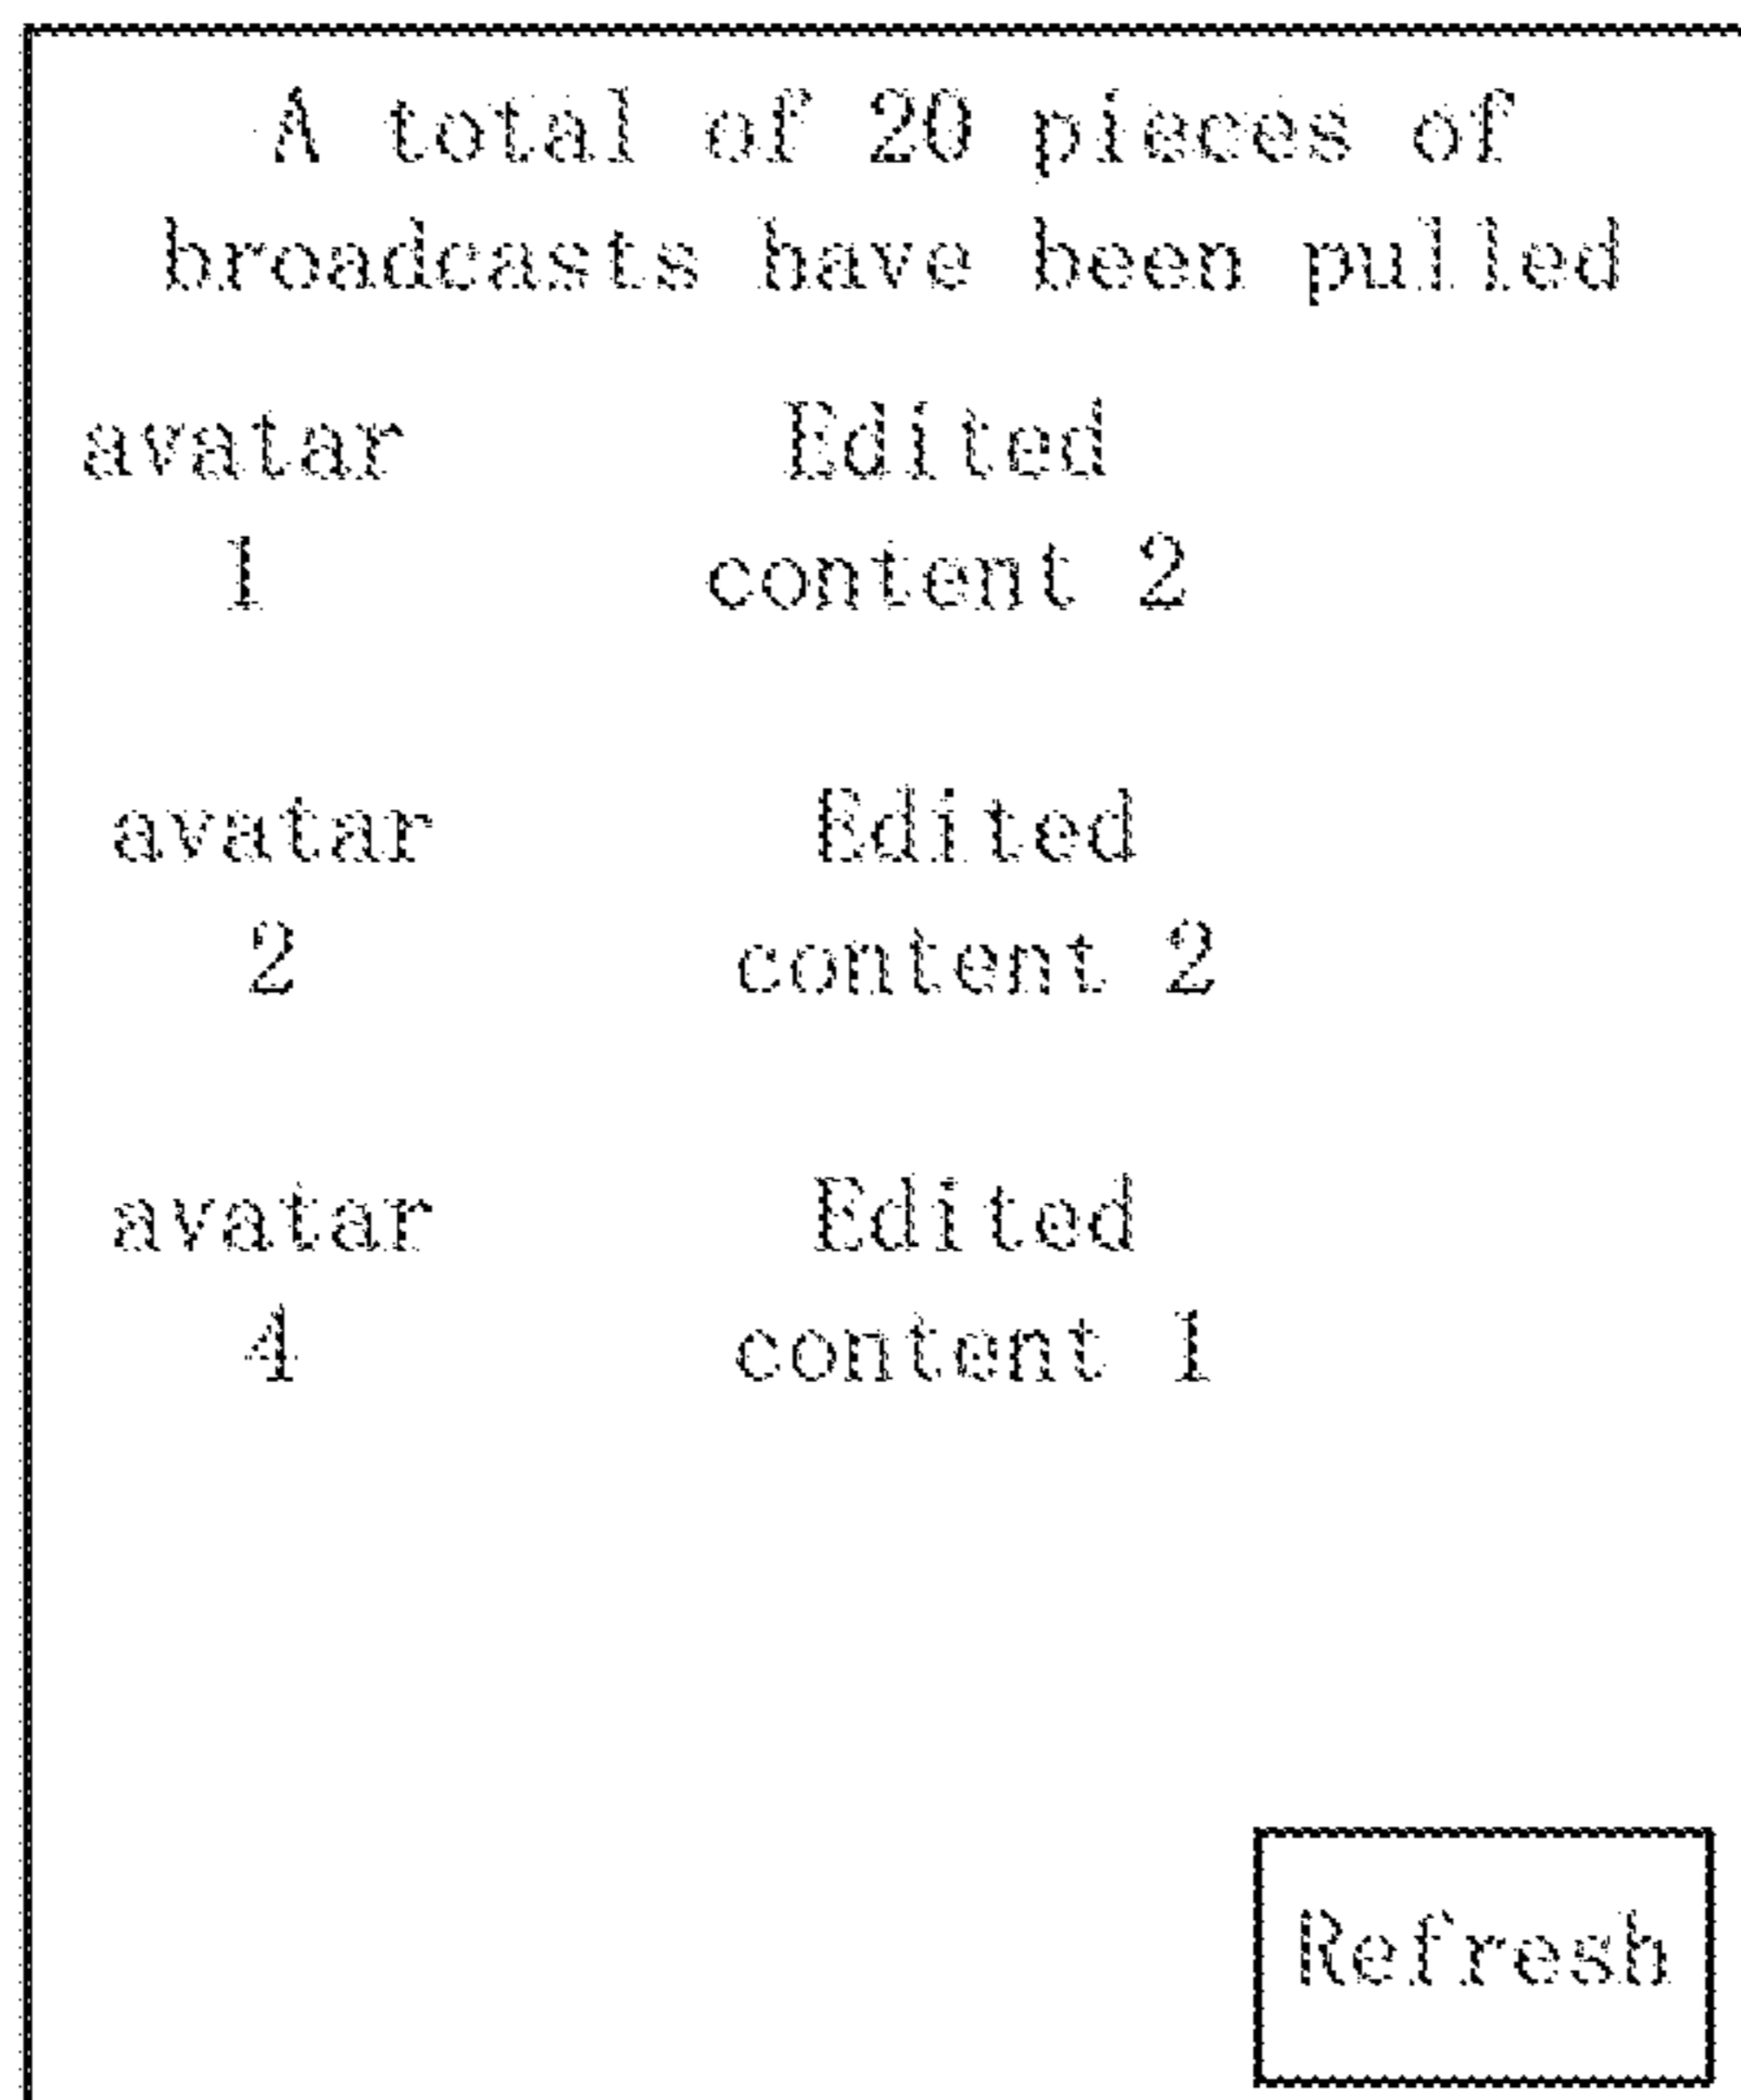 A total of 20 pieces of
broadcasts have been pulled
avatar Edited
1 content 2
avatar Edited
2 content 2
avatar Edited
4 content 1
Refresh